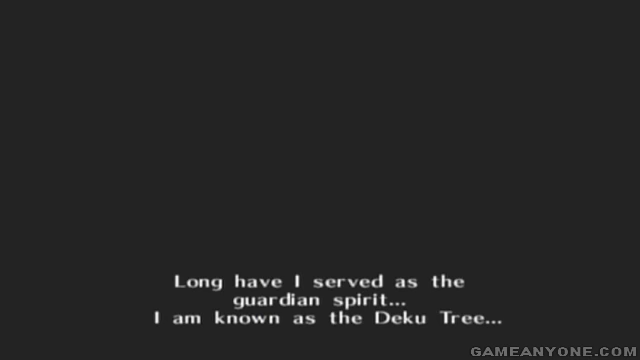 Long have I served as the
guardian spirit...
I am known as the Deku Tree...
GAMEANYONE.COM